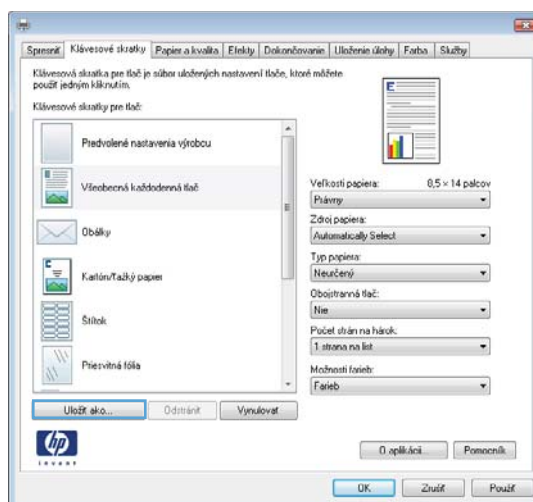 Spresniť Klávesové skratky Papier a kvalita Efekty Dokončovanie Uloženie úlohy Farba Služby
Klávesová skratka pre tlač je súbor uložených nastavení tlače, ktoré môžete
použiť jedným kliknutím.
Klávesové skratky pre tlač:
Predvolené nastavenia výrobcu
Všeobecná každodenná tlač
Obálky
Kartón/Ťažký papier
Štítok
Priesvitná fólia
Uložiť ako...
Odstrániť
Vynulovať
E
Veľkosti papiera: 8,5 × 14 palcov
Právny
Zdroj papiera:
Automatically Select
Typ papiera:
Neurčený
Obojstranná tlač:
Nie
Počet strán na hárok:
1 strana na list
Možnosti farieb:
Farieb
hp
invent
O aplikácii...
Pomocník
OK
Zrušiť
Použiť